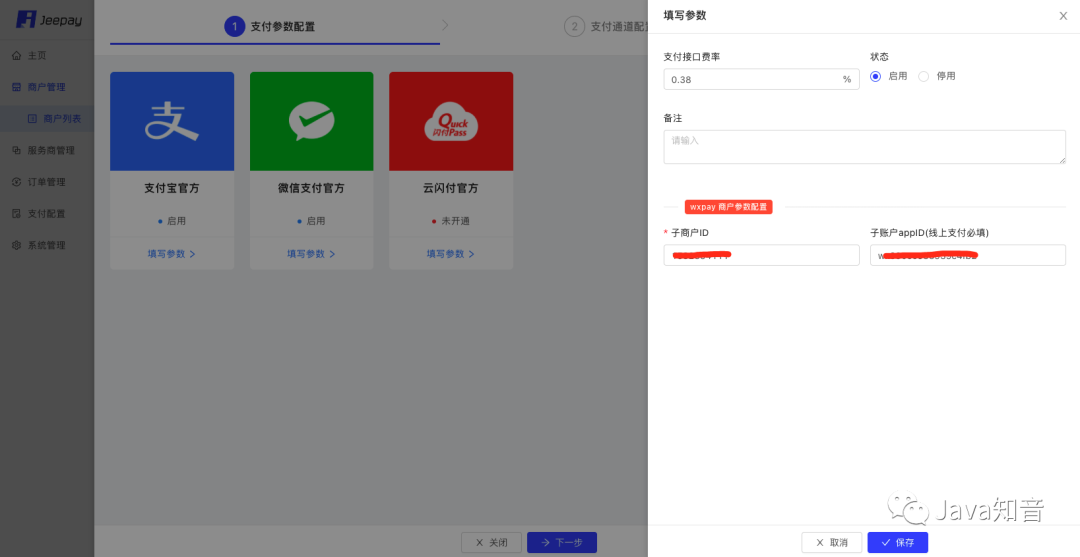 Jeepay
主页
商户管理
商户列表
服务商管理
订单管理
支付配置
系统管理
1 支付参数配置
2 支付通道配
支
支付宝官方
启用
填写参数
微信支付官方
启用
填写参数
Quick
闪付Pass
云闪付官方
未开通
填写参数
关闭
下一步
填写参数
支付接口费率
0.38 %
状态
启用 停用
备注
请输入
wxpay 商户参数配置
* 子商户ID
子账户appID(线上支付必填)
取消
保存
Java知音